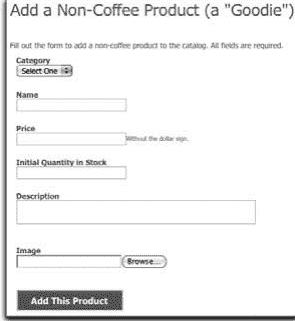 Add a Non-Coffee Product (a "Goodie")
Fill out the form to add a non-coffee product to the catalog. All fields are required.
Category
Select One
Name
Price
Without the dollar sign.
Initial Quantity in Stock
Description
Image
Browse...
Add This Product